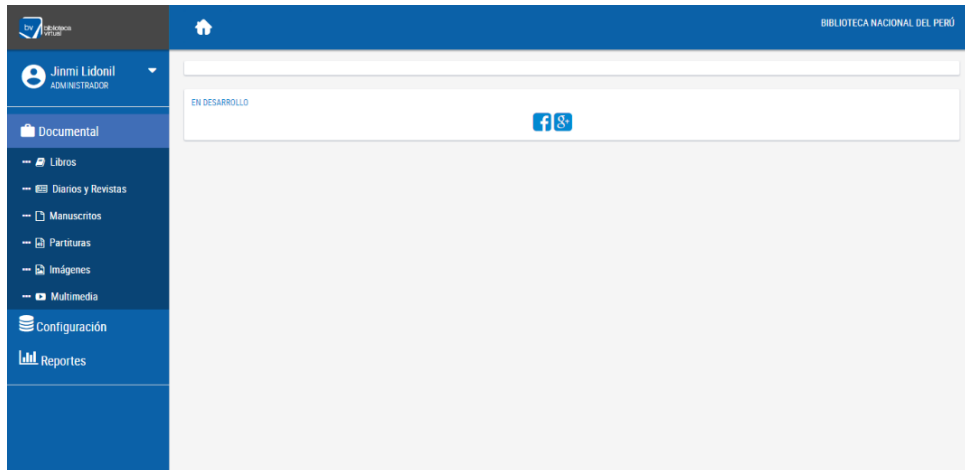 bv biblioteca
virtual
BIBLIOTECA NACIONAL DEL PERÚ
Jinmi Lidonil
ADMINISTRADOR
EN DESARROLLO
Documental
Libros
Diarios y Revistas
Manuscritos
Partituras
Imágenes
Multimedia
Configuración
Reportes